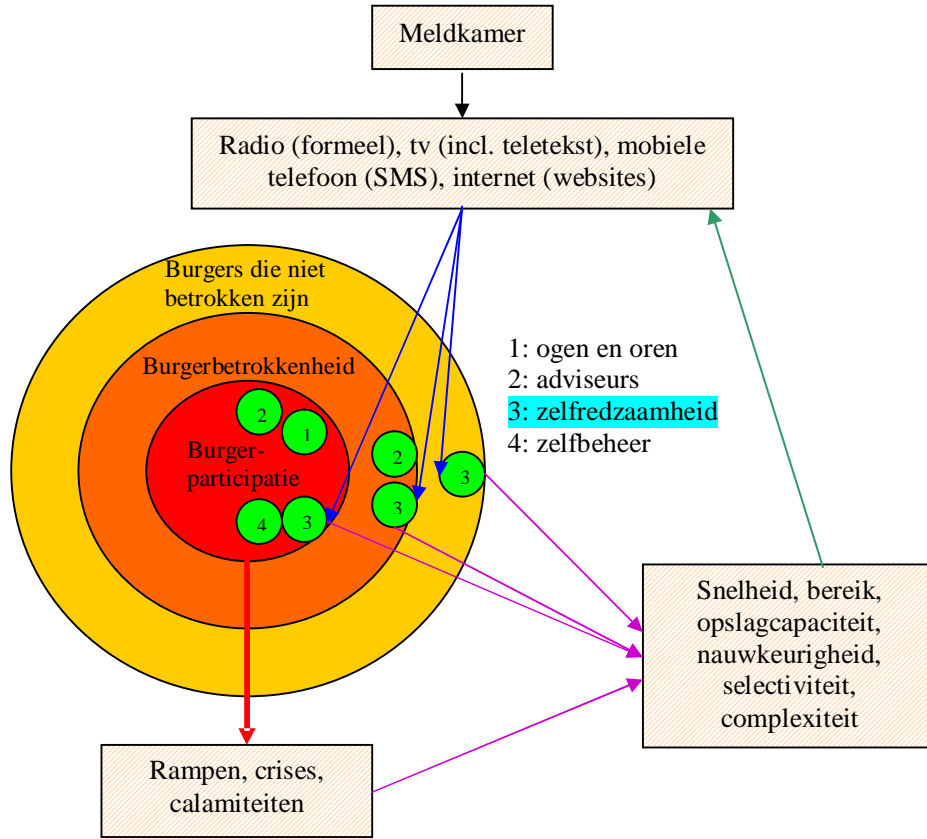 Meldkamer
Radio (formeel), tv (incl. teletekst), mobiele
telefoon (SMS), internet (websites)
Burgers die niet
betrokken zijn
Burgerbetrokkenheid
1: ogen en oren
2: adviseurs
3: zelfredzaamheid
4: zelfbeheer
2
1
Burger-
participatie
2
3
3
4
3
Snelheid, bereik,
opslagcapaciteit,
nauwkeurigheid,
selectiviteit,
complexiteit
Rampen, crises,
calamiteiten